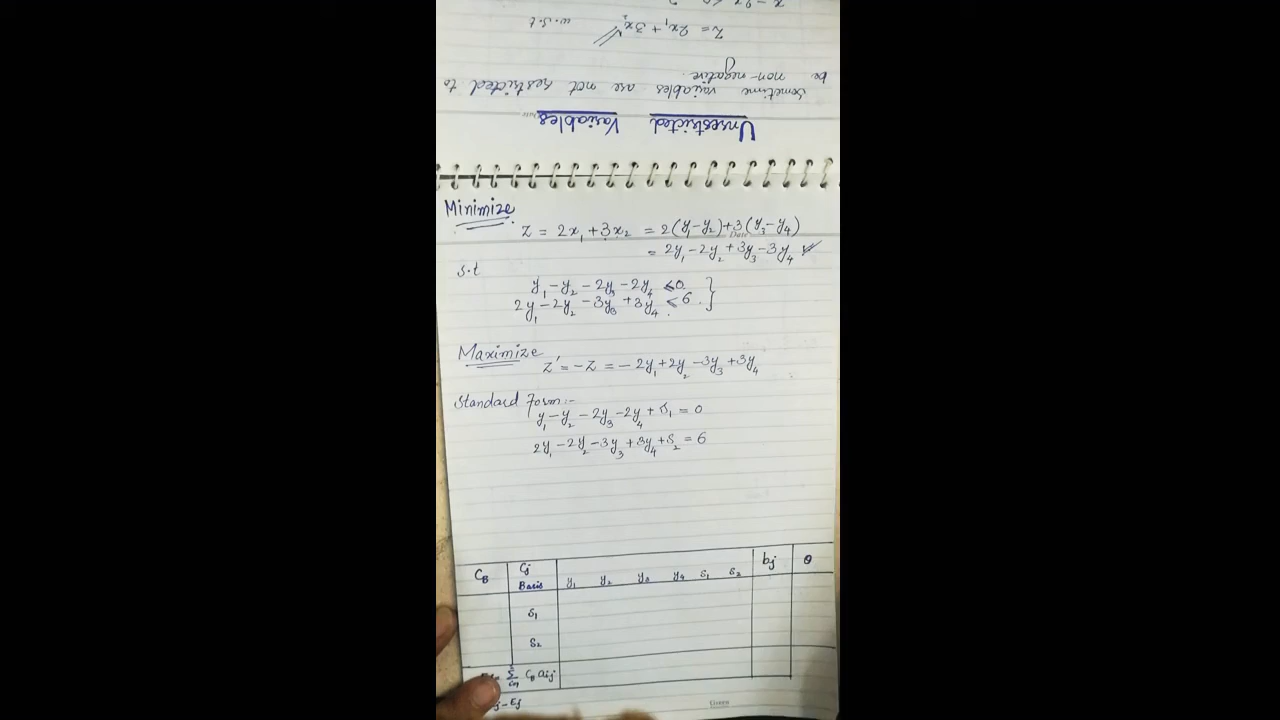 x - 2x
Z = 2x₁ + 3x₂ w.s.t
be non-negative.
Sometime variables are not restricted to
Unrestricted Variables
Minimize
Z = 2x₁ + 3x₂ = 2(y₁-y₂)+3(y₃-y₄)
= 2y₁-2y₂+3y₃-3y₄
s.t
y₁-y₂-2y₃-2y₄ ≤0
2y₁-2y₂-3y₃+3y₄ ≤6
Maximize
Z' = -Z = -2y₁+2y₂-3y₃+3y₄
Standard Form:-
y₁-y₂-2y₃-2y₄+S₁ = 0
2y₁-2y₂-3y₃+3y₄+S₂ = 6
C_B Cj Basis y₁ y₂ y₃ y₄ S₁ S₂ bj θ
S₁
S₂
Σ C_B aij
-Ej